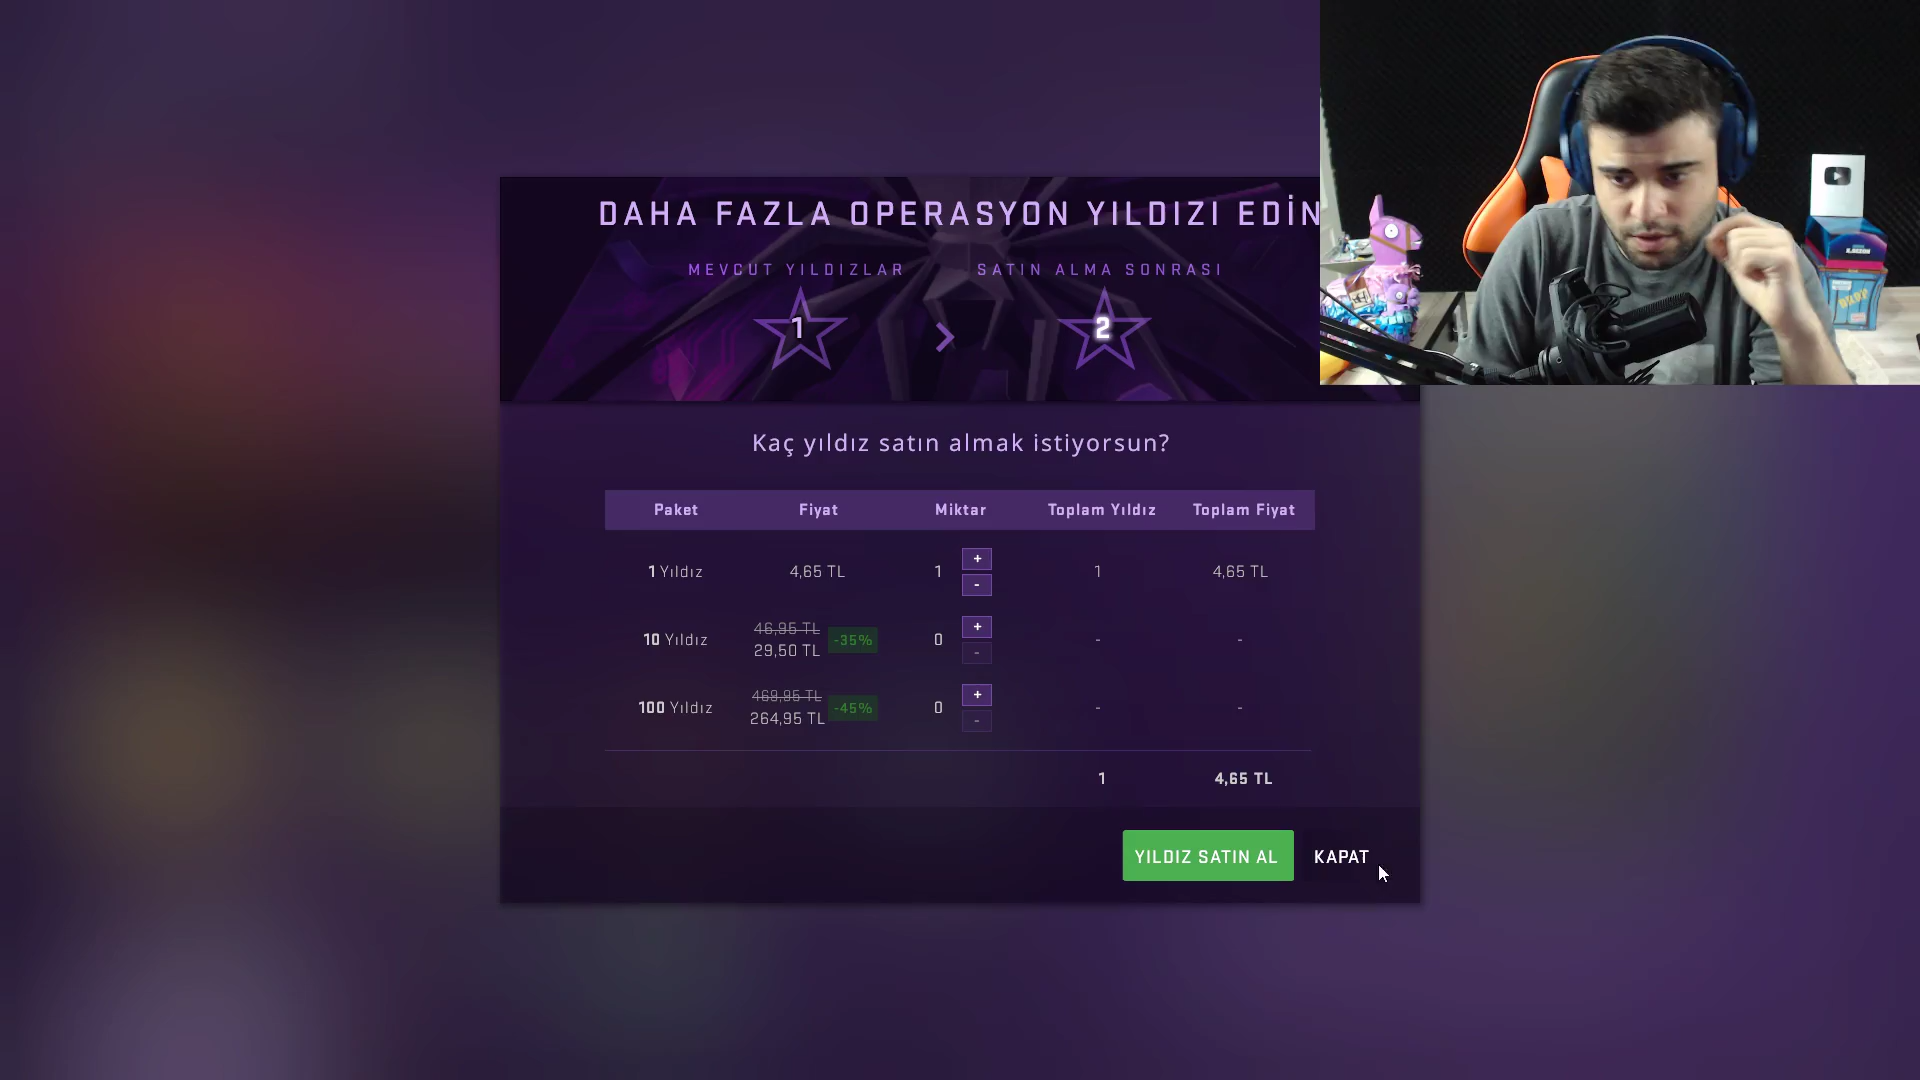 DAHA FAZLA OPERASYON YILDIZI EDİN
MEVCUT YILDIZLAR
SATIN ALMA SONRASI
1
2
Kaç yıldız satın almak istiyorsun?
Paket Fiyat Miktar Toplam Yıldız Toplam Fiyat
1 Yıldız 4,65 TL 1 + - 1 4,65 TL
10 Yıldız 46,95 TL 29,50 TL -35% 0 + - - -
100 Yıldız 469,95 TL 264,95 TL -45% 0 + - - -
1 4,65 TL
YILDIZ SATIN AL
KAPAT